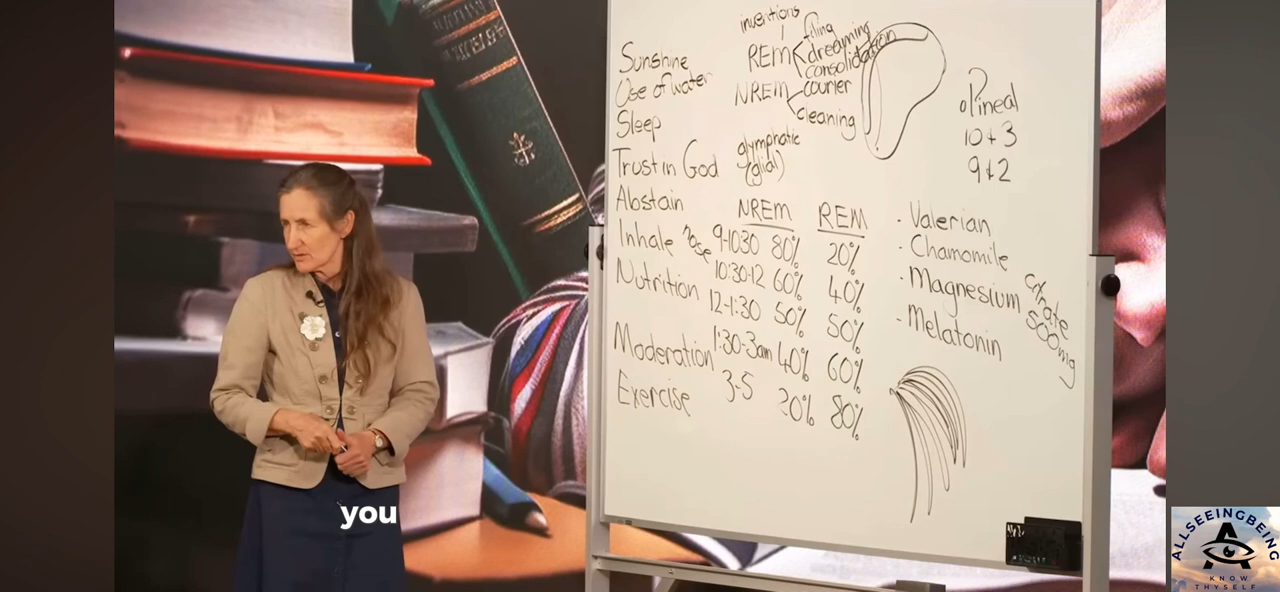 inventions
REM
filing
dreaming
consolidation
NREM
courier
cleaning
glymphatic
(glial)
Sunshine
Use of water
Sleep
Trust in God
Abstain
Inhale nose
Nutrition
Moderation
Exercise
NREM REM
9-10:30 80% 20%
10:30-12 60% 40%
12-1:30 50% 50%
1:30-3am 40% 60%
3-5 20% 80%
Pineal
10+3
9+2
· Valerian
· Chamomile
· Magnesium citrate 500mg
· Melatonin
you
ALLSEEINGBEING
KNOW
THYSELF